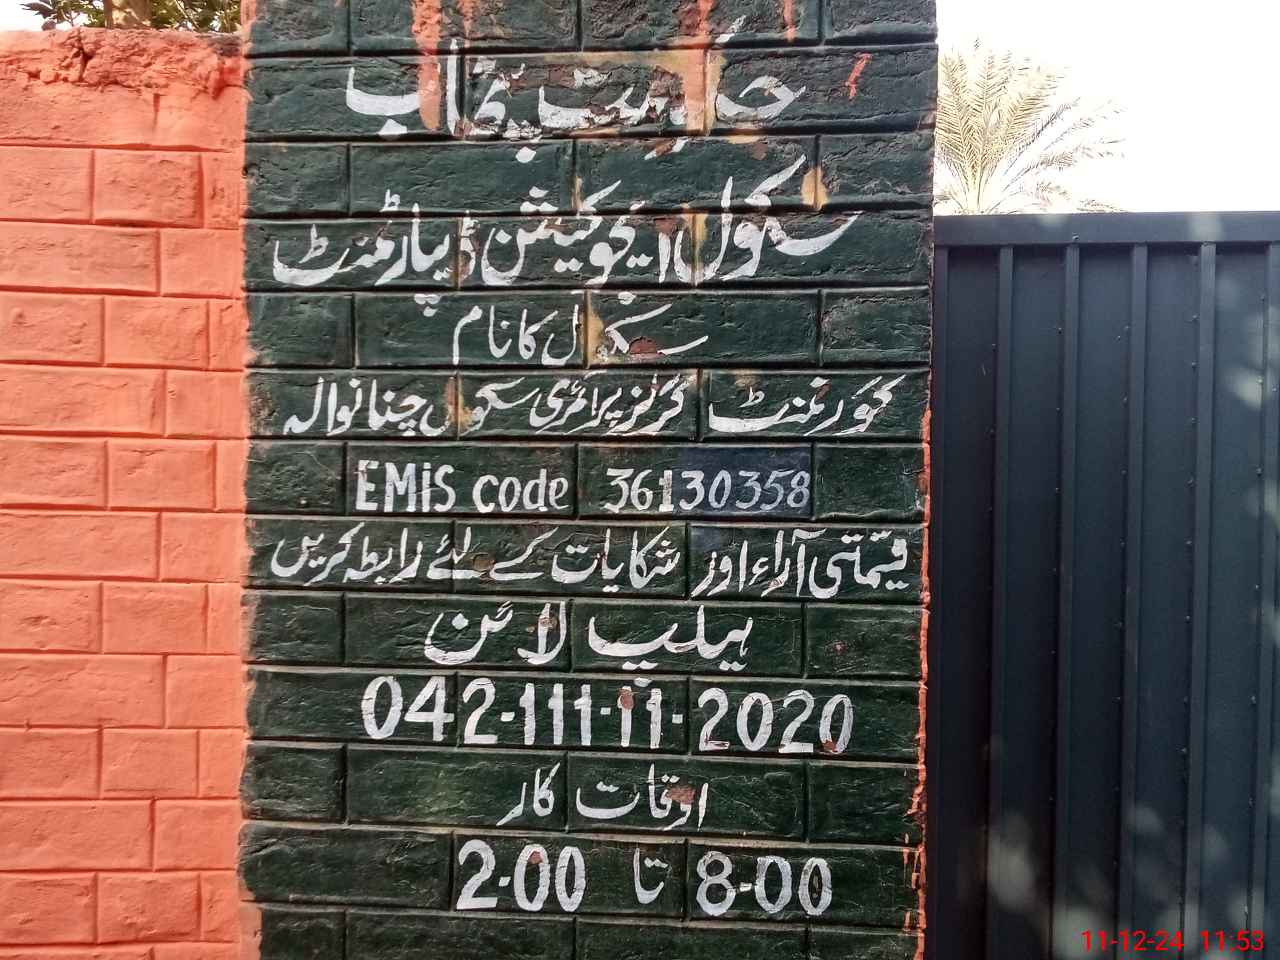 حکومت پنجاب
سکول ایجوکیشن ڈیپارٹمنٹ
سکول کا نام
گورنمنٹ گرلز پرائمری سکول چنانوالہ
EMiS code 36130358
قیمتی آراء اور شکایات کے لئے رابطہ کریں
ہیلپ لائن
042-111-11-2020
اوقات کار
8-00 تا 2-00
11-12-24 11:53